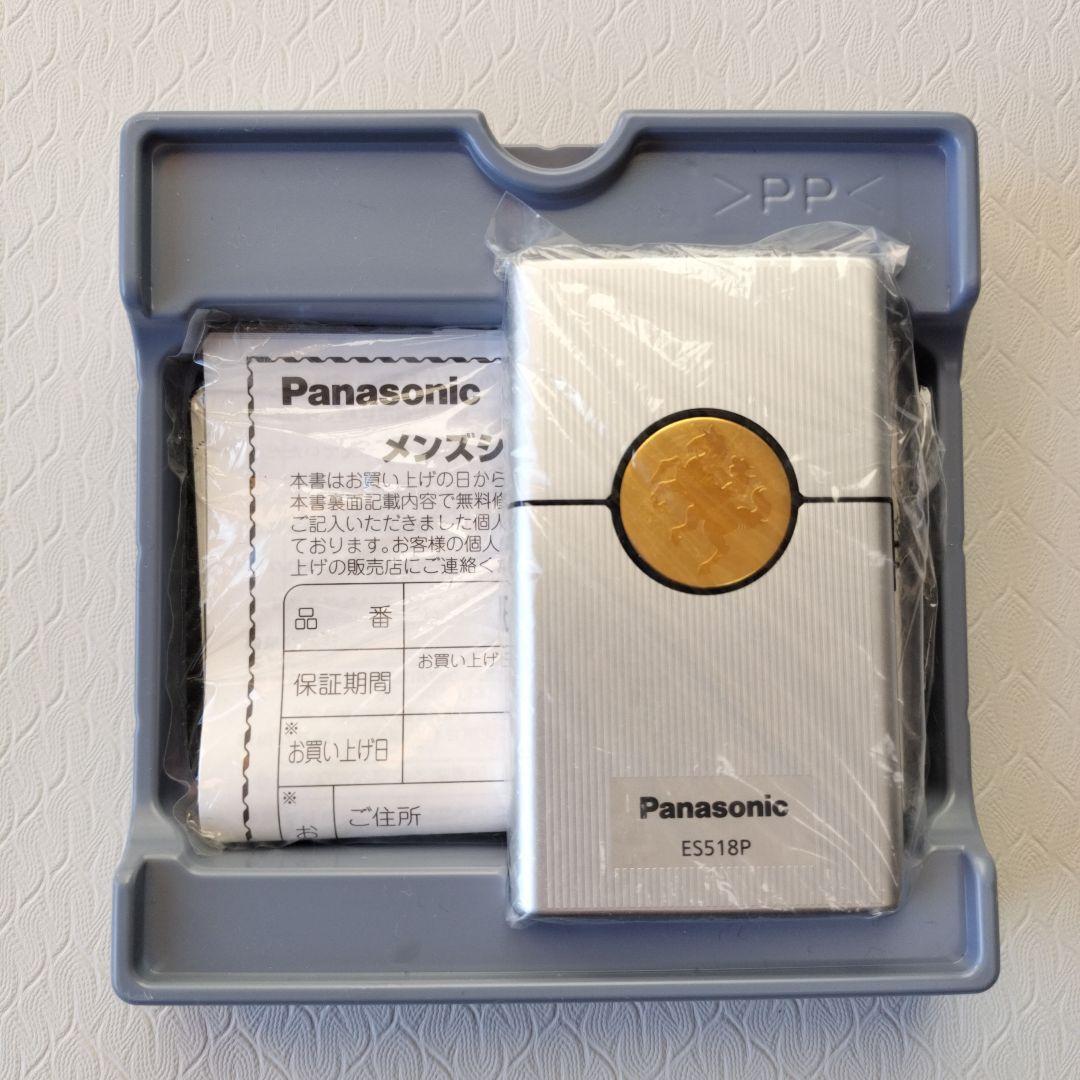 >PP<
Panasonic
メンズシ
本書はお買い上げの日から
本書裏面記載内容で無料修
ご記入いただきました個人
ております。お客様の個人
上げの販売店にご連絡く
品 番
保証期間
お買い上げ
※
お買い上げ日
※
お
ご住所
Panasonic
ES518P